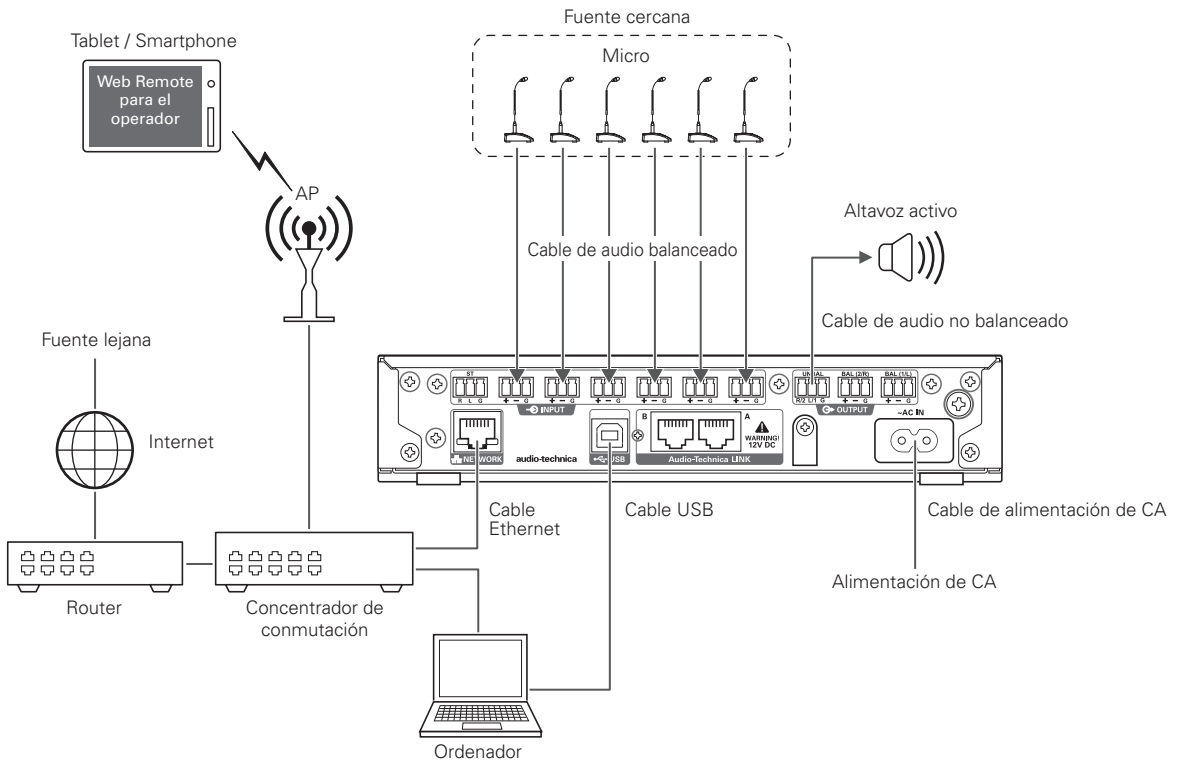 Fuente cercana
Tablet / Smartphone
Micro
Web Remote
para el
operador
AP
Altavoz activo
Cable de audio balanceado
Cable de audio no balanceado
Fuente lejana
ST
UNBAL
BAL (2/R)
BAL (1/L)
R L G
+ - G
+ - G
+ - G
+ - G
+ - G
+ - G
R/2 L/1 G
+ - G
+ - G
INPUT
OUTPUT
~AC IN
B
A
WARNING!
12V DC
Internet
NETWORK
audio-technica
USB
Audio-Technica LINK
Cable
Ethernet
Cable USB
Cable de alimentación de CA
Alimentación de CA
Router
Concentrador de
conmutación
Ordenador